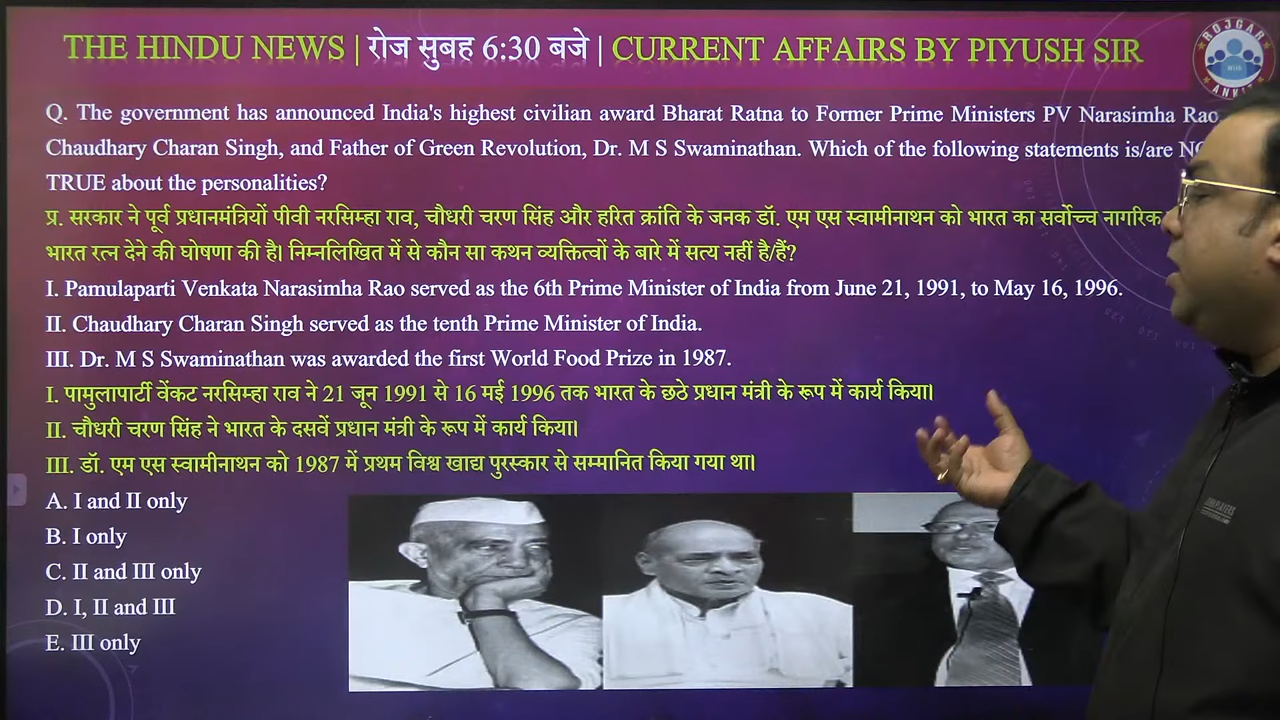 THE HINDU NEWS | रोज सुबह 6:30 बजे | CURRENT AFFAIRS BY PIYUSH SIR
ROJGAR
WITH
ANKIT
Q. The government has announced India's highest civilian award Bharat Ratna to Former Prime Ministers PV Narasimha Rao,
Chaudhary Charan Singh, and Father of Green Revolution, Dr. M S Swaminathan. Which of the following statements is/are
TRUE about the personalities?
प्र. सरकार ने पूर्व प्रधानमंत्रियों पीवी नरसिम्हा राव, चौधरी चरण सिंह और हरित क्रांति के जनक डॉ. एम एस स्वामीनाथन को भारत का सर्वोच्च नागरिक
भारत रत्न देने की घोषणा की है। निम्नलिखित में से कौन सा कथन व्यक्तित्वों के बारे में सत्य नहीं है/हैं?
I. Pamulaparti Venkata Narasimha Rao served as the 6th Prime Minister of India from June 21, 1991, to May 16, 1996.
II. Chaudhary Charan Singh served as the tenth Prime Minister of India.
III. Dr. M S Swaminathan was awarded the first World Food Prize in 1987.
I. पामुलापार्टी वेंकट नरसिम्हा राव ने 21 जून 1991 से 16 मई 1996 तक भारत के छठे प्रधान मंत्री के रूप में कार्य किया।
II. चौधरी चरण सिंह ने भारत के दसवें प्रधान मंत्री के रूप में कार्य किया।
III. डॉ. एम एस स्वामीनाथन को 1987 में प्रथम विश्व खाद्य पुरस्कार से सम्मानित किया गया था।
A. I and II only
B. I only
C. II and III only
D. I, II and III
E. III only